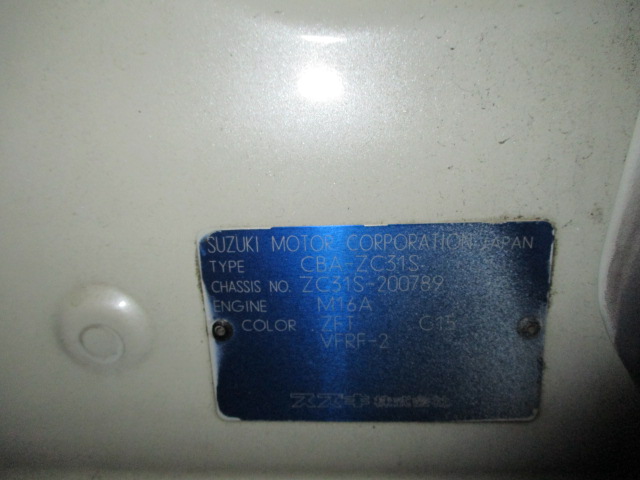 SUZUKI MOTOR CORPORATION JAPAN
TYPE CBA-ZC31S
CHASSIS NO. ZC31S-200789
ENGINE M16A
COLOR ZFT C15
VFRF-2